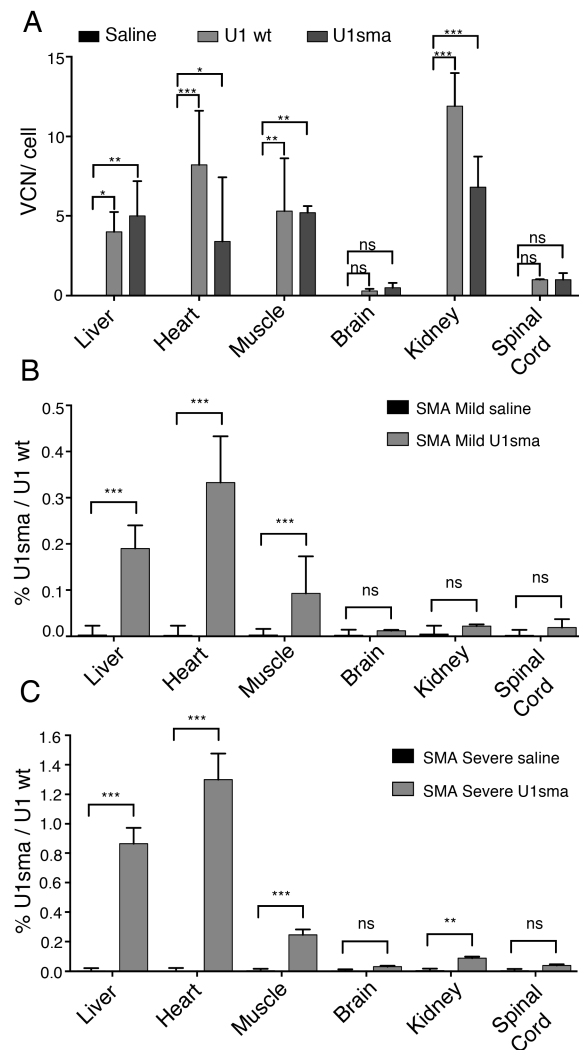 A
Saline
U1 wt
U1sma
VCN/ cell
15
10
5
0
*
**
***
*
**
**
ns
ns
***
***
ns
ns
Liver
Heart
Muscle
Brain
Kidney
Spinal
Cord
B
SMA Mild saline
SMA Mild U1sma
% U1sma / U1 wt
0.5
0.4
0.3
0.2
0.1
0.0
***
***
***
ns
ns
ns
Liver
Heart
Muscle
Brain
Kidney
Spinal
Cord
C
SMA Severe saline
SMA Severe U1sma
% U1sma / U1 wt
1.6
1.4
1.2
1.0
0.8
0.6
0.4
0.2
0.0
***
***
***
ns
**
ns
Liver
Heart
Muscle
Brain
Kidney
Spinal
Cord